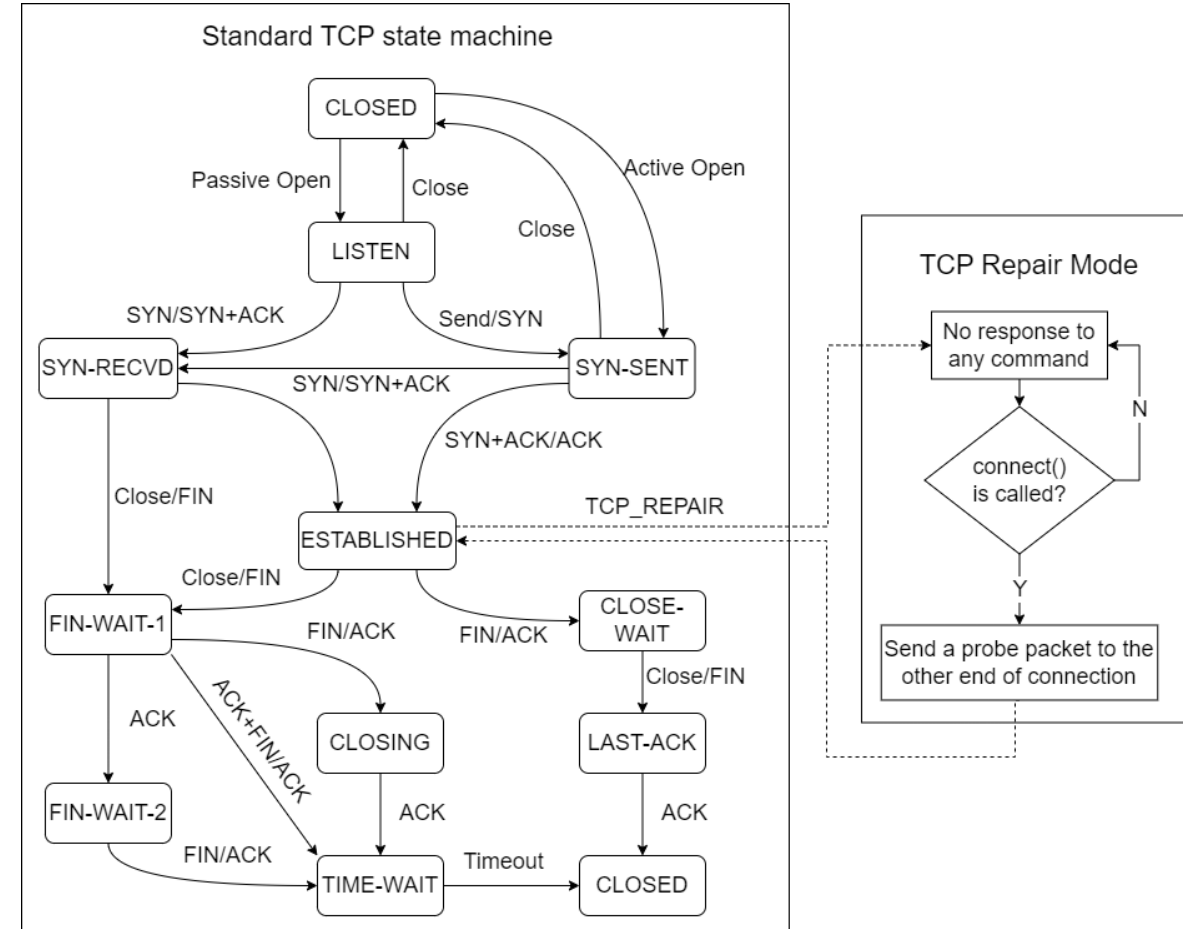 Standard TCP state machine
CLOSED
Passive Open
Close
Active Open
Close
LISTEN
SYN/SYN+ACK
Send/SYN
SYN-RECVD
SYN/SYN+ACK
SYN-SENT
SYN+ACK/ACK
Close/FIN
ESTABLISHED
TCP_REPAIR
Close/FIN
FIN-WAIT-1
FIN/ACK
FIN/ACK
CLOSE-
WAIT
ACK
ACK+FIN/ACK
Close/FIN
CLOSING
LAST-ACK
FIN-WAIT-2
ACK
ACK
FIN/ACK
TIME-WAIT
Timeout
CLOSED
TCP Repair Mode
No response to
any command
N
connect()
is called?
Y
Send a probe packet to the
other end of connection